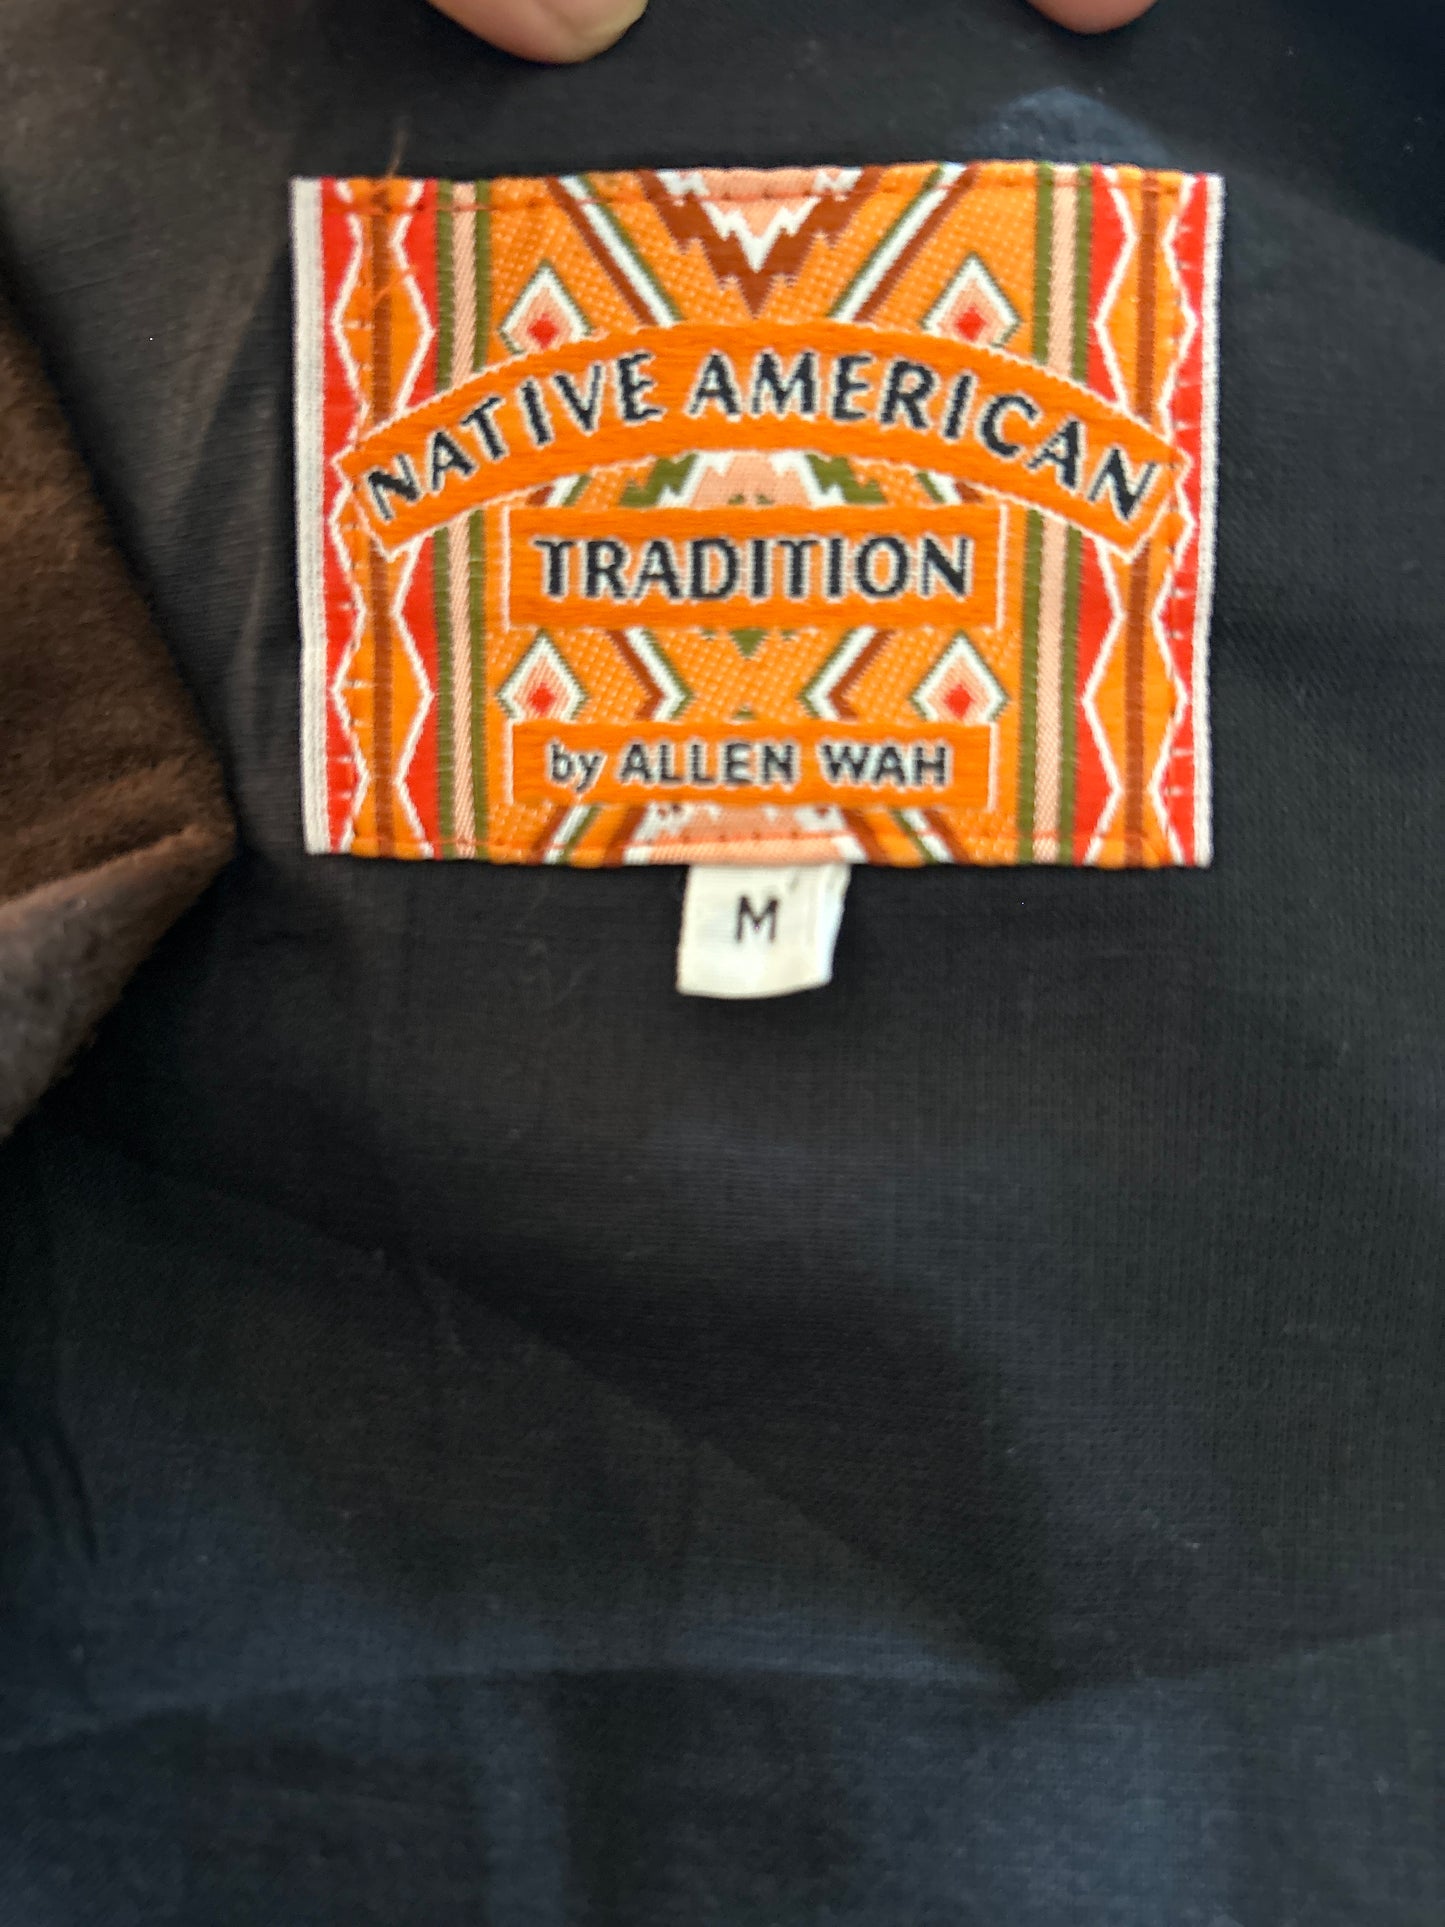 NATIVE AMERICAN
TRADITION
by ALLEN WAH
M